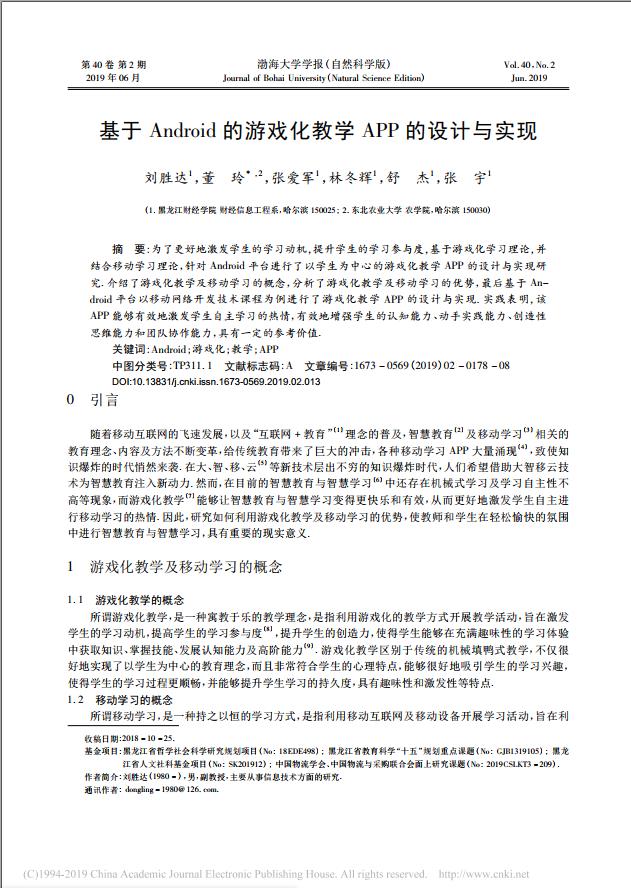 第 40 卷 第 2 期 渤海大学学报(自然科学版) Vol. 40, No. 2
2019 年 06 月 Journal of Bohai University(Natural Science Edition) Jun. 2019
基于 Android 的游戏化教学 APP 的设计与实现
刘胜达1,董 玲*,2,张爱军1,林冬辉1,舒 杰1,张 宇1
(1. 黑龙江财经学院 财经信息工程系,哈尔滨 150025; 2. 东北农业大学 农学院,哈尔滨 150030)
摘 要:为了更好地激发学生的学习动机,提升学生的学习参与度,基于游戏化学习理论,并
结合移动学习理论,针对 Android 平台进行了以学生为中心的游戏化教学 APP 的设计与实现研
究. 介绍了游戏化教学及移动学习的概念,分析了游戏化教学及移动学习的优势,最后基于 An-
droid 平台以移动网络开发技术课程为例进行了游戏化教学 APP 的设计与实现. 实践表明,该
APP 能够有效地激发学生自主学习的热情,有效地增强学生的认知能力、动手实践能力、创造性
思维能力和团队协作能力,具有一定的参考价值.
关键词:Android;游戏化;教学;APP
中图分类号:TP311. 1 文献标志码:A 文章编号:1673 - 0569(2019)02 - 0178 - 08
DOI:10.13831/j.cnki.issn.1673-0569.2019.02.013
0 引言
随着移动互联网的飞速发展,以及“互联网 + 教育”〔1〕理念的普及,智慧教育〔2〕及移动学习〔3〕相关的
教育理念、内容及方法不断变革,给传统教育带来了巨大的冲击,各种移动学习 APP 大量涌现〔4〕,致使知
识爆炸的时代悄然来袭. 在大、智、移、云〔5〕等新技术层出不穷的知识爆炸时代,人们希望借助大智移云技
术为智慧教育注入新动力. 然而,在目前的智慧教育与智慧学习〔6〕中还存在机械式学习及学习自主性不
高等现象,而游戏化教学〔7〕能够让智慧教育与智慧学习变得更快乐和有效,从而更好地激发学生自主进
行移动学习的热情. 因此,研究如何利用游戏化教学及移动学习的优势,使教师和学生在轻松愉快的氛围
中进行智慧教育与智慧学习,具有重要的现实意义.
1 游戏化教学及移动学习的概念
1. 1 游戏化教学的概念
所谓游戏化教学,是一种寓教于乐的教学理念,是指利用游戏化的教学方式开展教学活动,旨在激发
学生的学习动机,提高学生的学习参与度〔8〕,提升学生的创造力,使得学生能够在充满趣味性的学习体验
中获取知识、掌握技能、发展认知能力及高阶能力〔9〕. 游戏化教学区别于传统的机械填鸭式教学,不仅很
好地实现了以学生为中心的教育理念,而且非常符合学生的心理特点,能够很好地吸引学生的学习兴趣,
使得学生的学习过程更顺畅,并能够提升学生学习的持久度,具有趣味性和激发性等特点.
1. 2 移动学习的概念
所谓移动学习,是一种持之以恒的学习方式,是指利用移动互联网及移动设备开展学习活动,旨在利
收稿日期:2018 - 10 - 25.
基金项目:黑龙江省哲学社会科学研究规划项目(No: 18EDE498) ; 黑龙江省教育科学“十五”规划重点课题(No: GJB1319105) ; 黑龙
江省人文社科基金项目(No: SK201912) ; 中国物流学会、中国物流与采购联合会面上研究课题(No: 2019CSLKT3 - 209) .
作者简介:刘胜达(1980 - ),男,副教授,主要从事信息技术方面的研究.
通讯作者: dongling - 1980@ 126. com.
(C)1994-2019 China Academic Journal Electronic Publishing House. All rights reserved. http://www.cnki.net